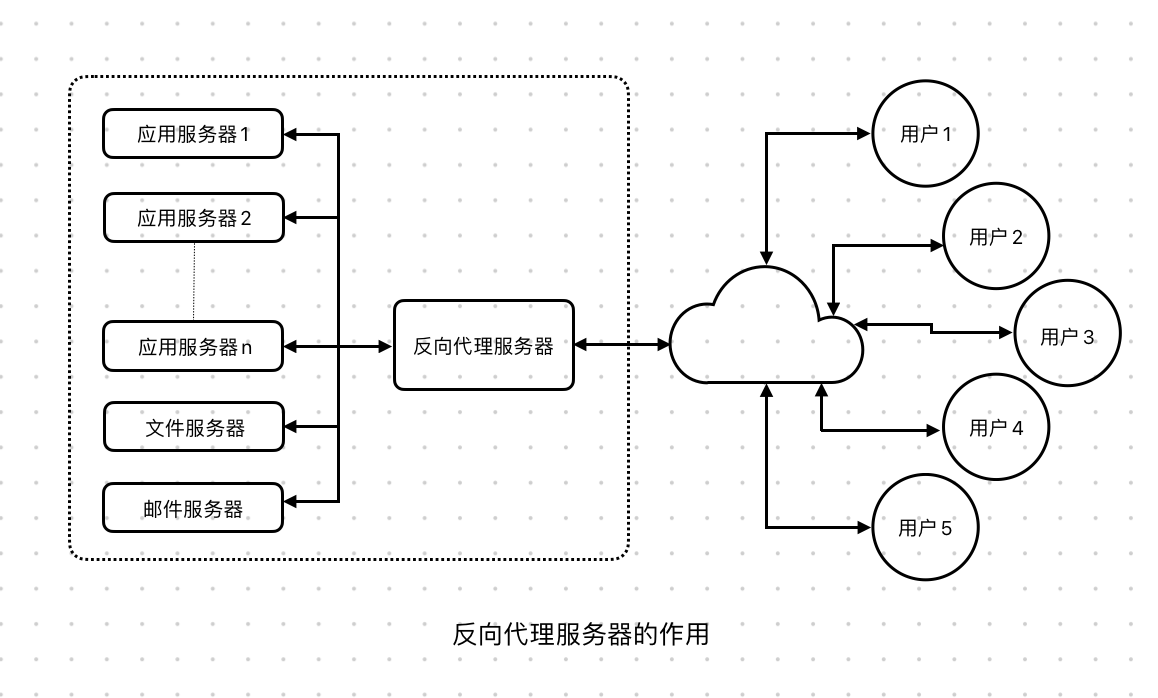 应用服务器1
应用服务器2
应用服务器n
文件服务器
邮件服务器
反向代理服务器
用户1
用户2
用户3
用户4
用户5
反向代理服务器的作用